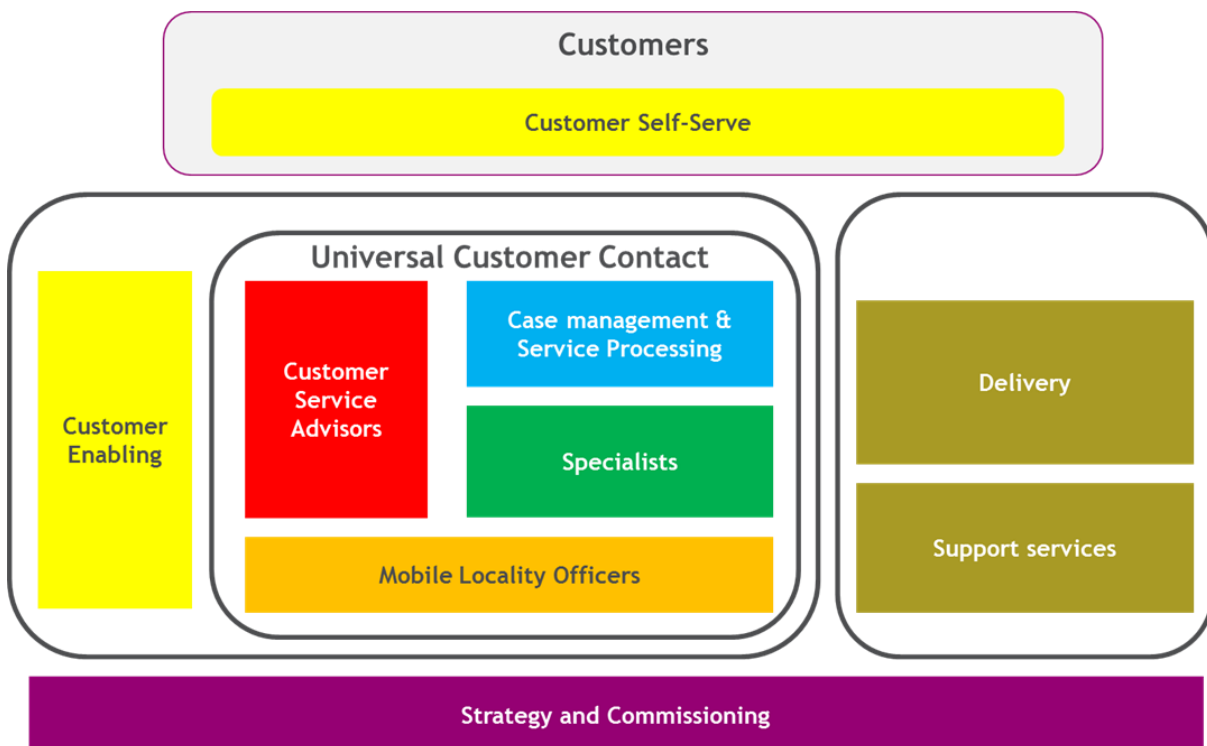 Customers
Customer Self-Serve
Universal Customer Contact
Customer
Enabling
Customer
Service
Advisors
Case management &
Service Processing
Specialists
Mobile Locality Officers
Delivery
Support services
Strategy and Commissioning